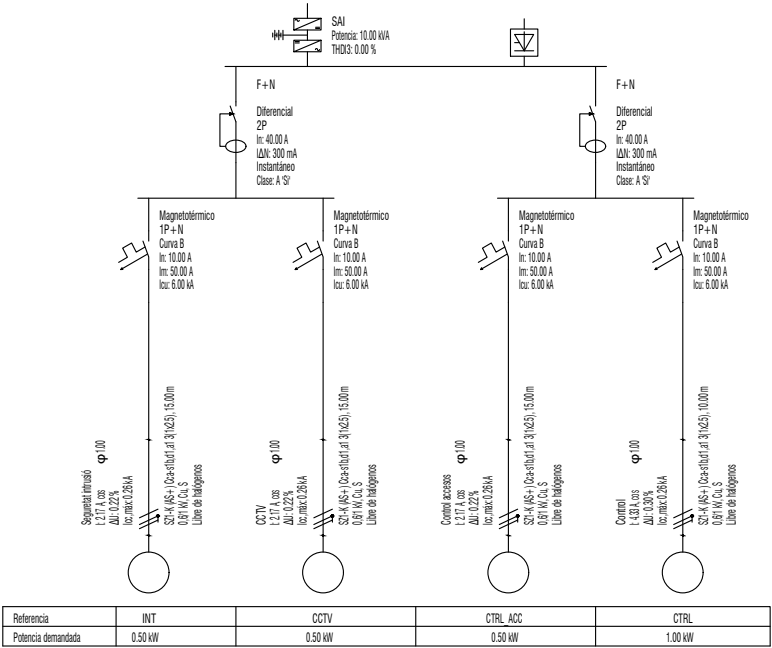 SAI
Potencia: 10.00 kVA
THDI3: 0.00 %
F+N
Diferencial
2P
In: 40.00 A
IΔN: 300 mA
Instantáneo
Clase: A 'Si'
F+N
Diferencial
2P
In: 40.00 A
IΔN: 300 mA
Instantáneo
Clase: A 'Si'
Magnetotérmico
1P+N
Curva B
In: 10.00 A
Im: 50.00 A
Icu: 6.00 kA
Magnetotérmico
1P+N
Curva B
In: 10.00 A
Im: 50.00 A
Icu: 6.00 kA
Magnetotérmico
1P+N
Curva B
In: 10.00 A
Im: 50.00 A
Icu: 6.00 kA
Magnetotérmico
1P+N
Curva B
In: 10.00 A
Im: 50.00 A
Icu: 6.00 kA
Seguretat intrusió
I: 2.17 A, cos φ 1.00
ΔU: 0.22%
Icc,máx: 0.26 kA
SZ1-K (AS+) Cca-s1b,d1,a1 3(1x2.5), 15.00 m
0,6/1 kV, Cu, S
Libre de halógenos
CCTV
I: 2.17 A, cos φ 1.00
ΔU: 0.22%
Icc,máx: 0.26 kA
SZ1-K (AS+) Cca-s1b,d1,a1 3(1x2.5), 15.00 m
0,6/1 kV, Cu, S
Libre de halógenos
Control accesos
I: 2.17 A, cos φ 1.00
ΔU: 0.22%
Icc,máx: 0.26 kA
SZ1-K (AS+) Cca-s1b,d1,a1 3(1x2.5), 15.00 m
0,6/1 kV, Cu, S
Libre de halógenos
Control
I: 4.33 A, cos φ 1.00
ΔU: 0.30%
Icc,máx: 0.26 kA
SZ1-K (AS+) Cca-s1b,d1,a1 3(1x2.5), 10.00 m
0,6/1 kV, Cu, S
Libre de halógenos
Referencia INT CCTV CTRL_ACC CTRL
Potencia demandada 0.50 kW 0.50 kW 0.50 kW 1.00 kW